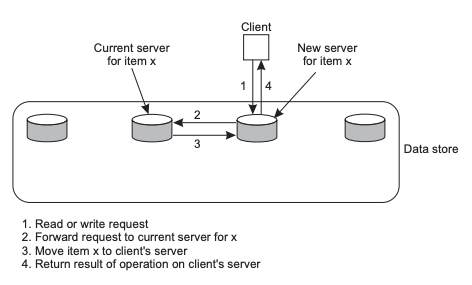 Client
Current server
for item x
New server
for item x
1
4
2
3
Data store
1. Read or write request
2. Forward request to current server for x
3. Move item x to client's server
4. Return result of operation on client's server